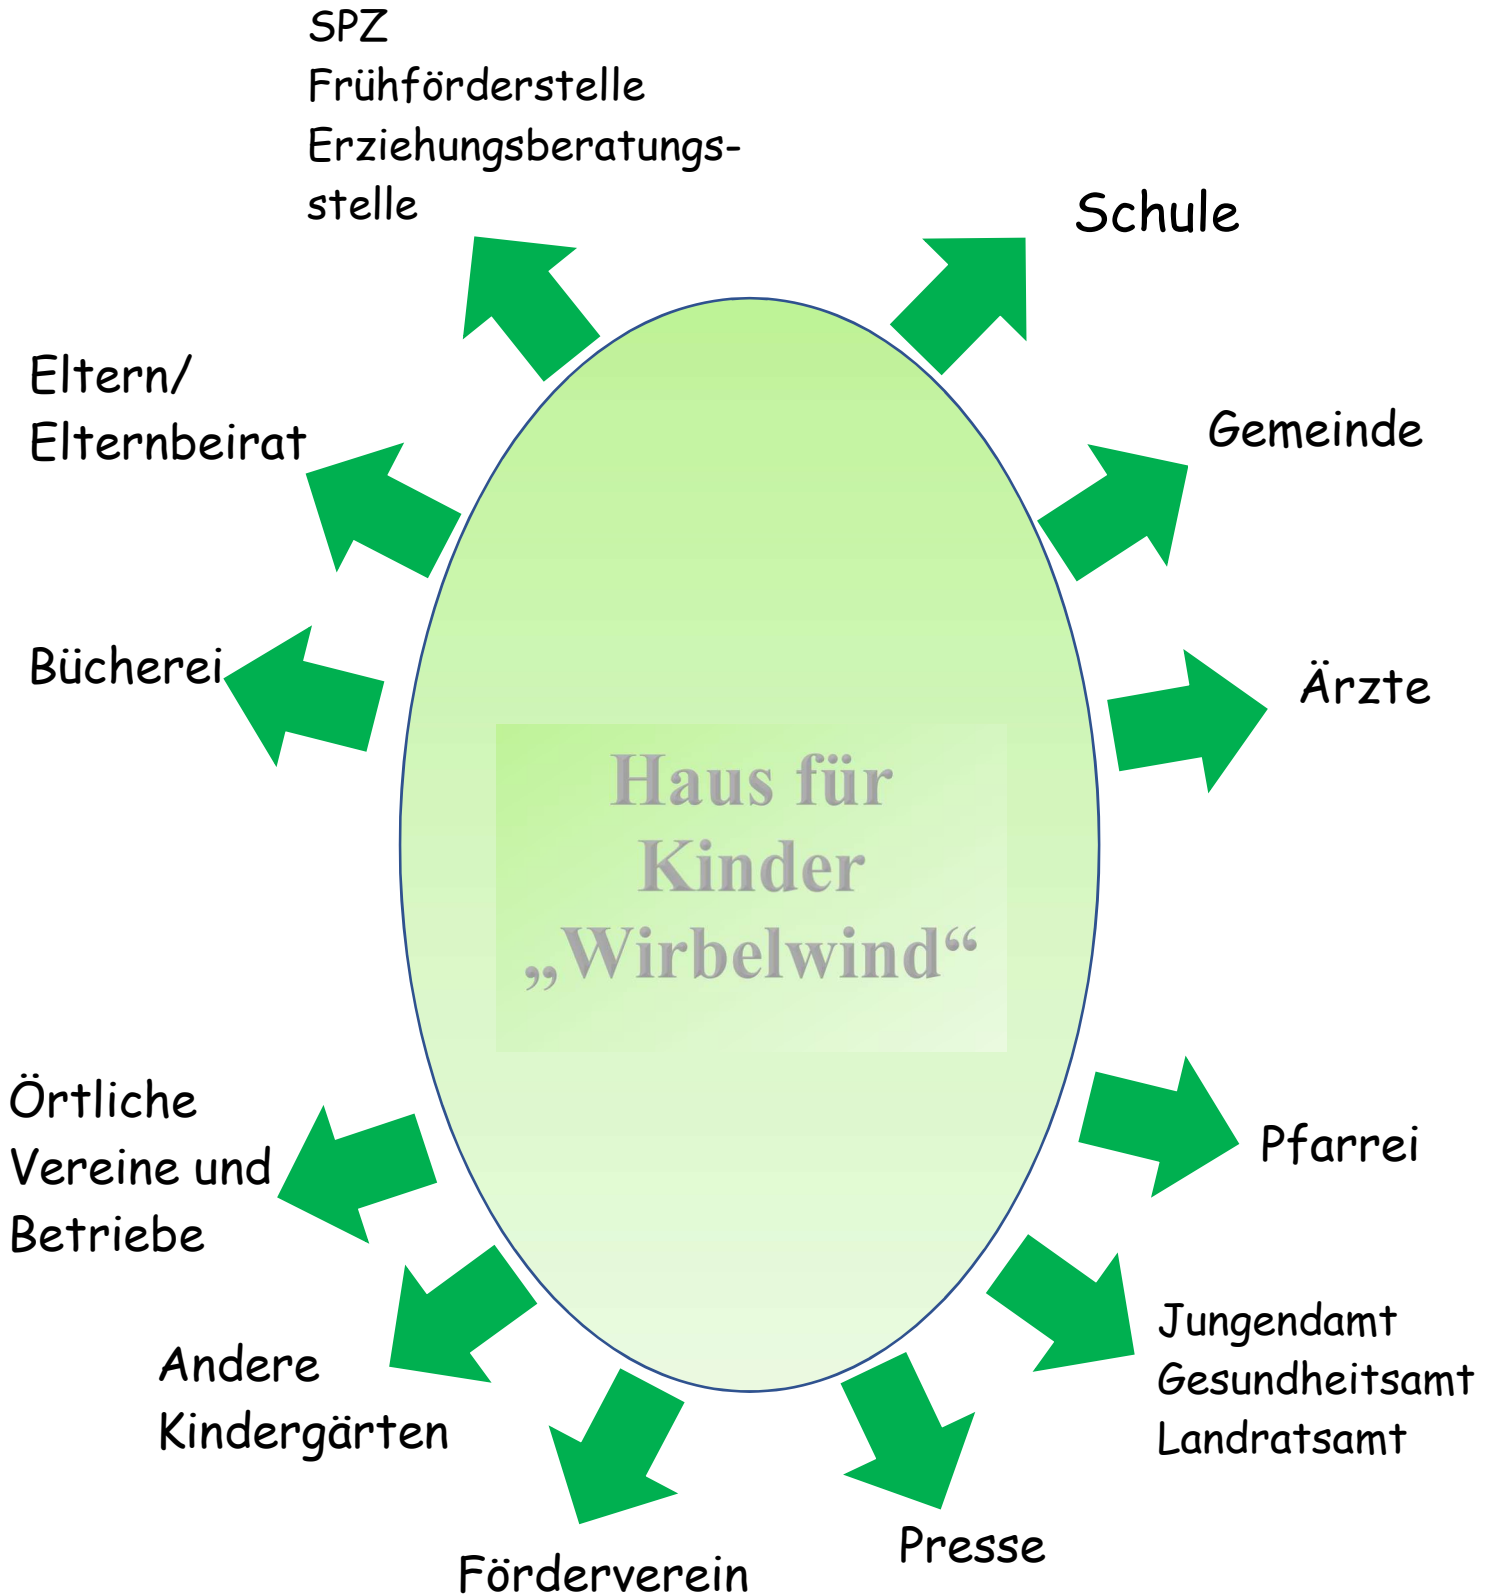 SPZ
Frühförderstelle
Erziehungsberatungs-
stelle
Schule
Eltern/
Elternbeirat
Gemeinde
Bücherei
Ärzte
Haus für
Kinder
„Wirbelwind“
Örtliche
Vereine und
Betriebe
Pfarrei
Andere
Kindergärten
Jungendamt
Gesundheitsamt
Landratsamt
Förderverein
Presse